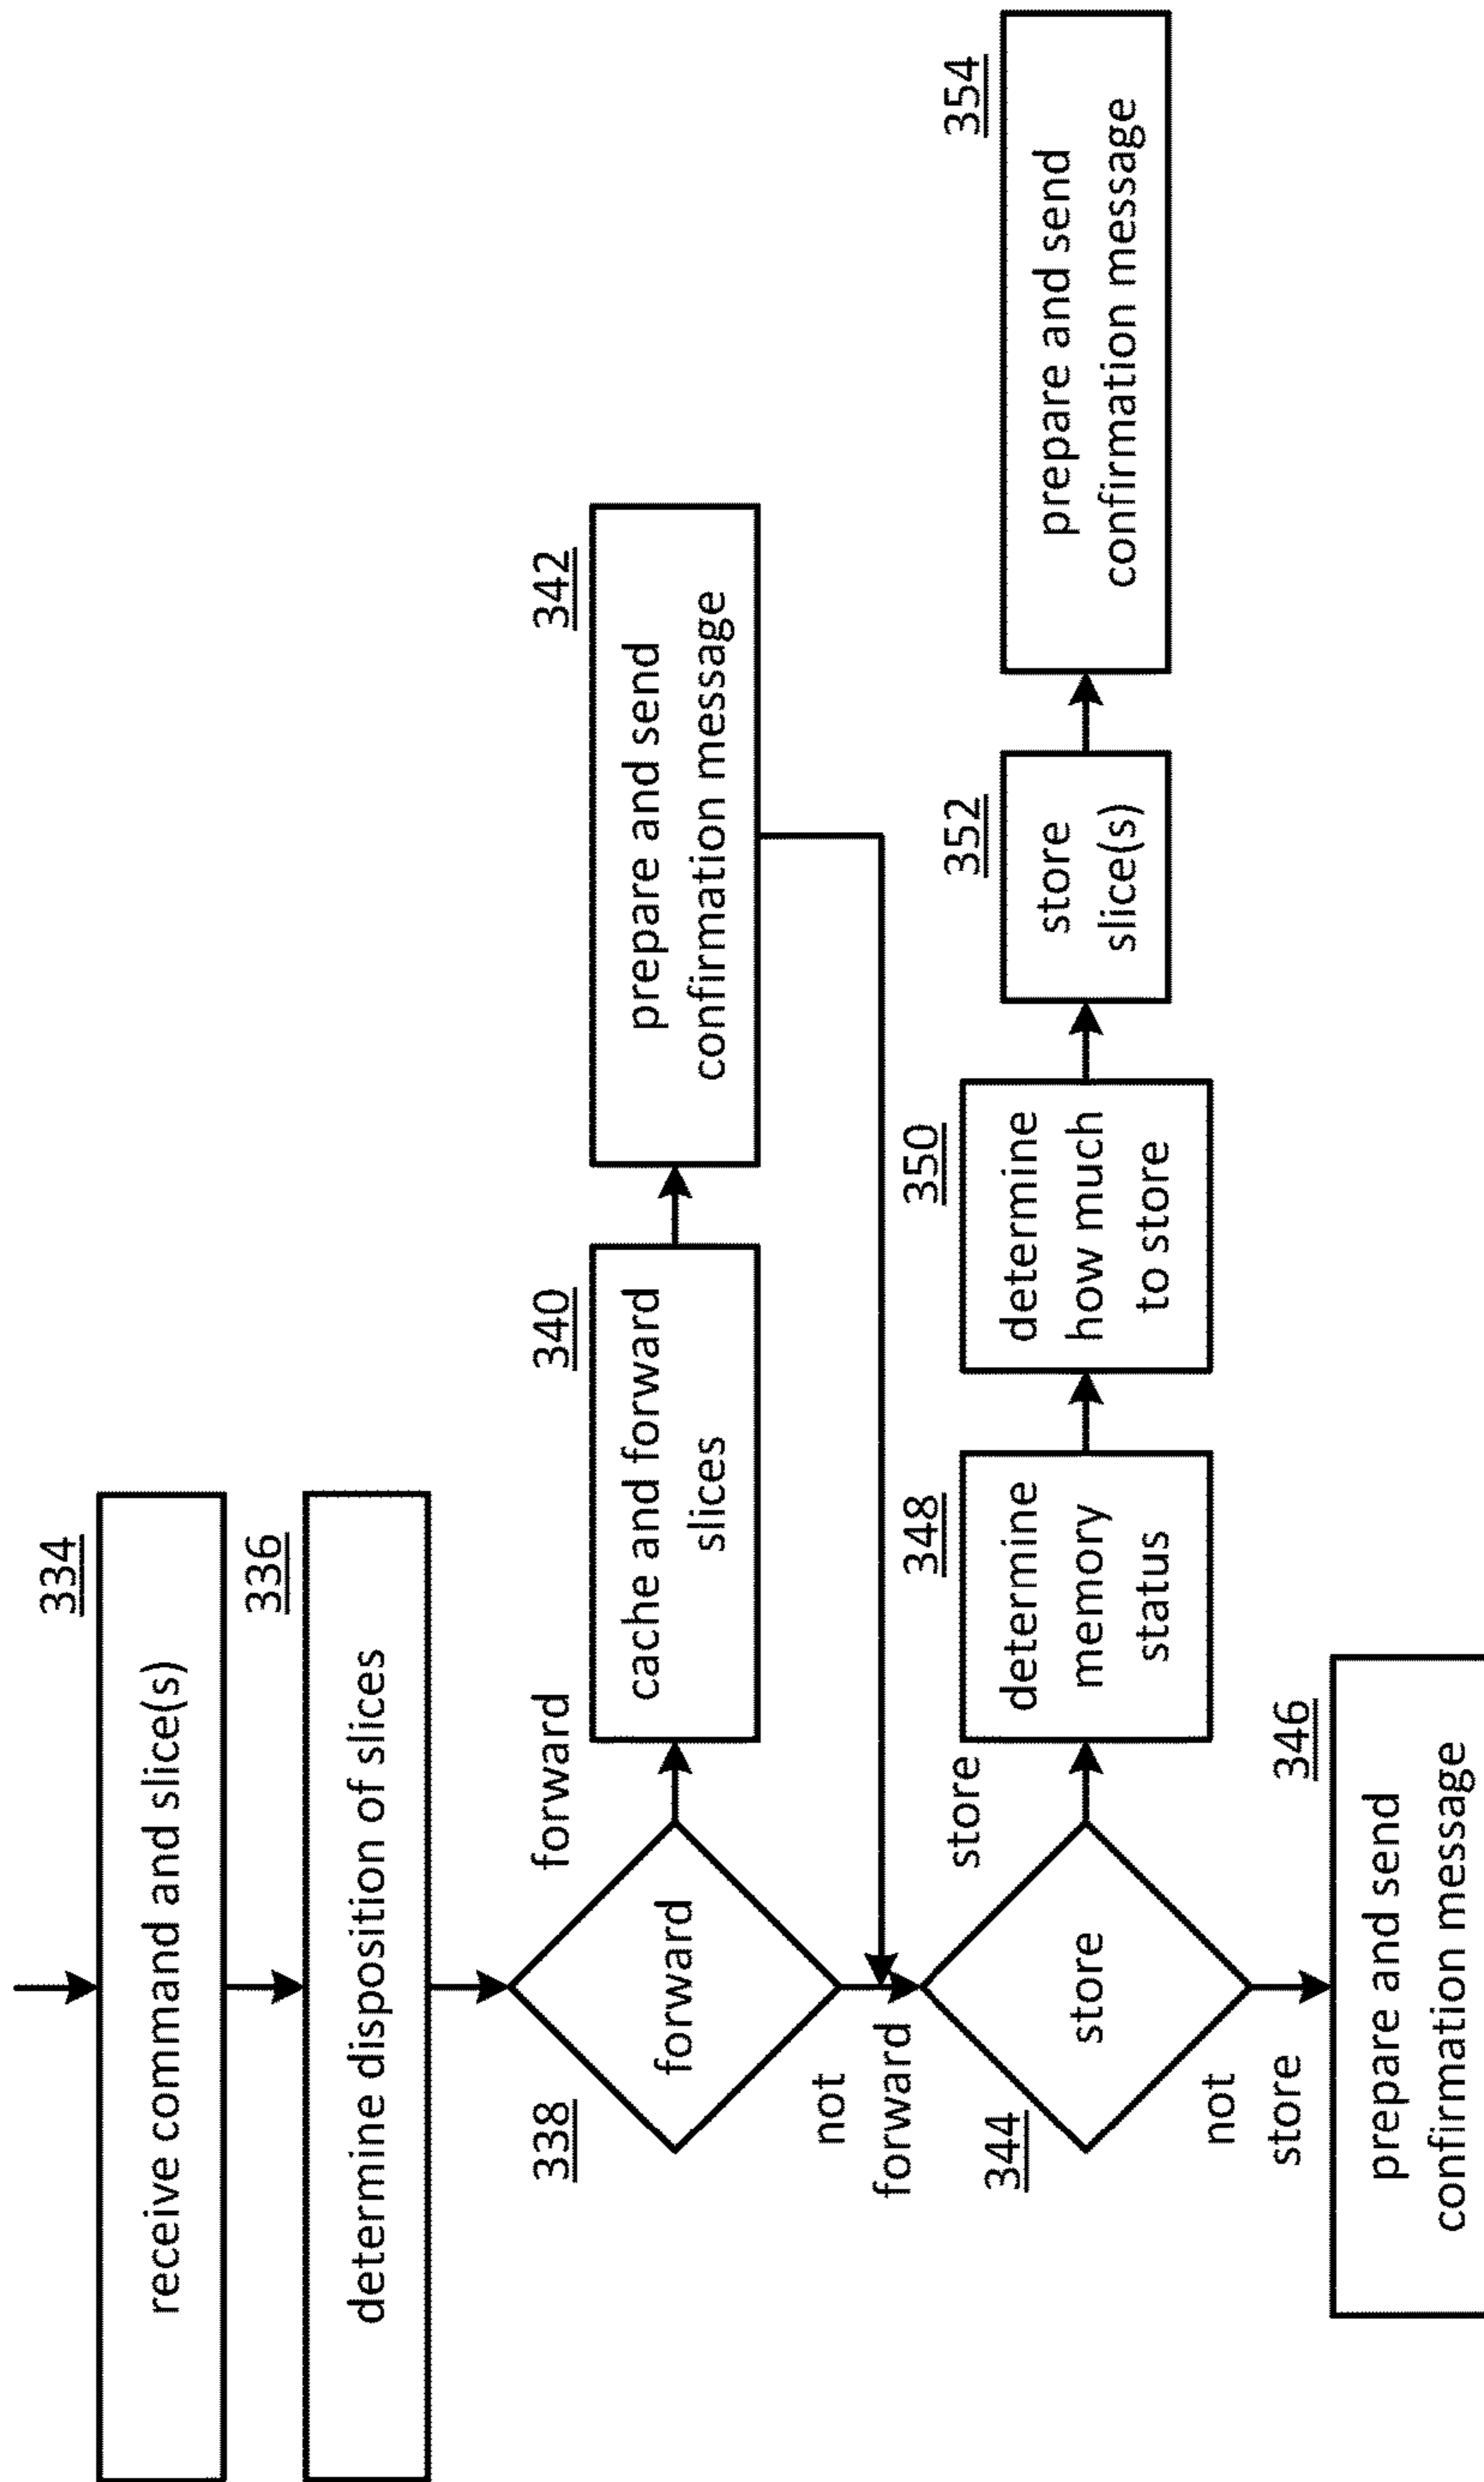 334
receive command and slice(s)
336
determine disposition of slices
338
forward
forward
not
forward
340
cache and forward
slices
342
prepare and send
confirmation message
344
store
store
not
store
346
prepare and send
confirmation message
348
determine
memory
status
350
determine
how much
to store
352
store
slice(s)
354
prepare and send
confirmation message